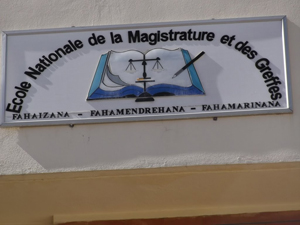 Ecole Nationale de la Magistrature et des Greffes
FAHAIZANA - FAHAMENDREHANA - FAHAMARINANA